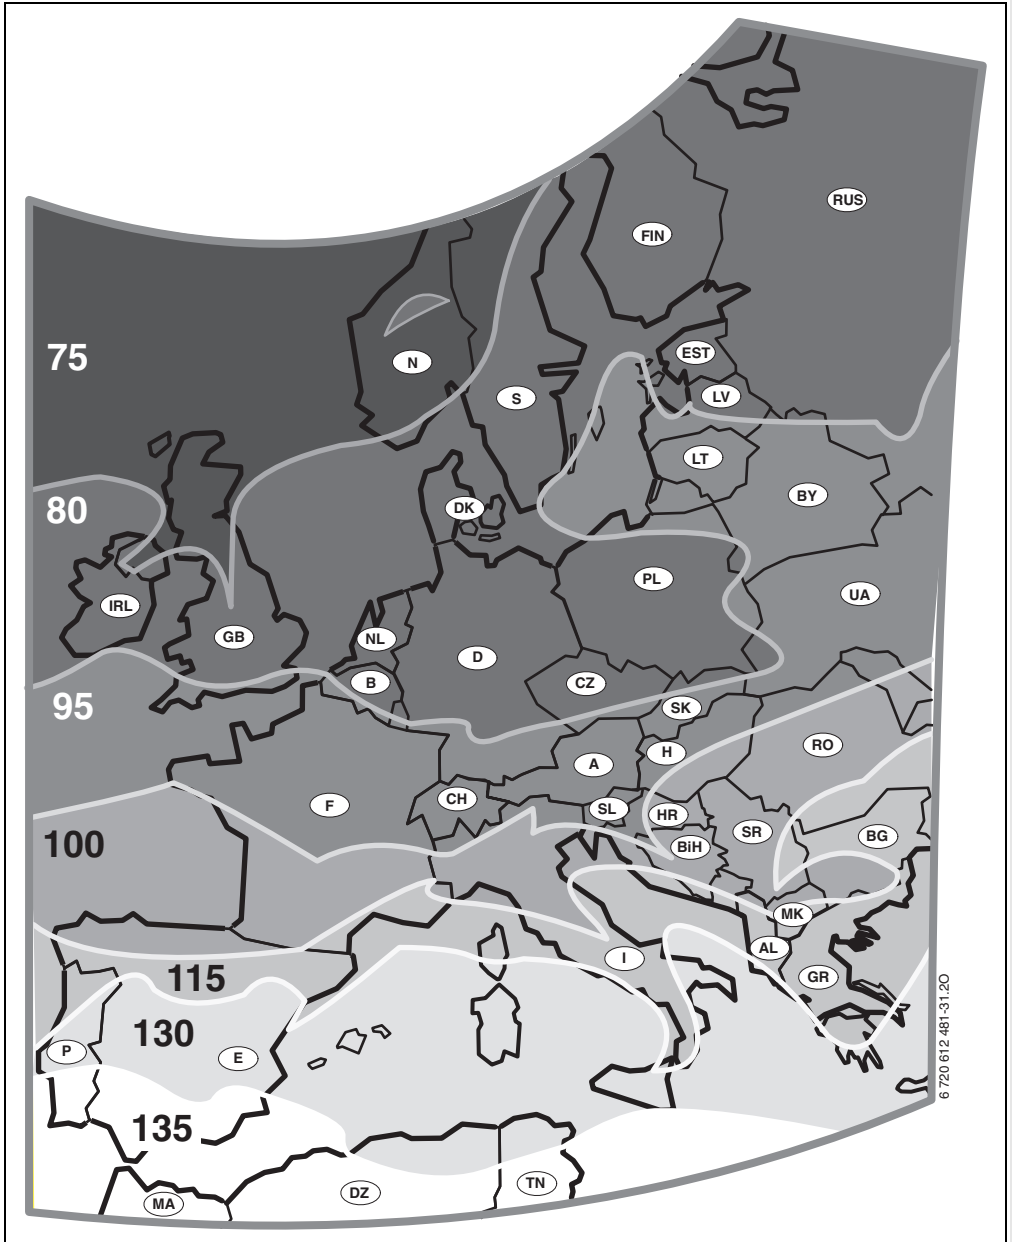 RUS
FIN
75
N
EST
S
LV
LT
80
DK
BY
PL
IRL
UA
GB
NL
D
B
CZ
95
SK
RO
H
A
F
CH
SL
HR
SR
BG
100
BiH
MK
AL
I
115
GR
130
P
E
135
MA
DZ
TN
6 720 612 481-31.2O